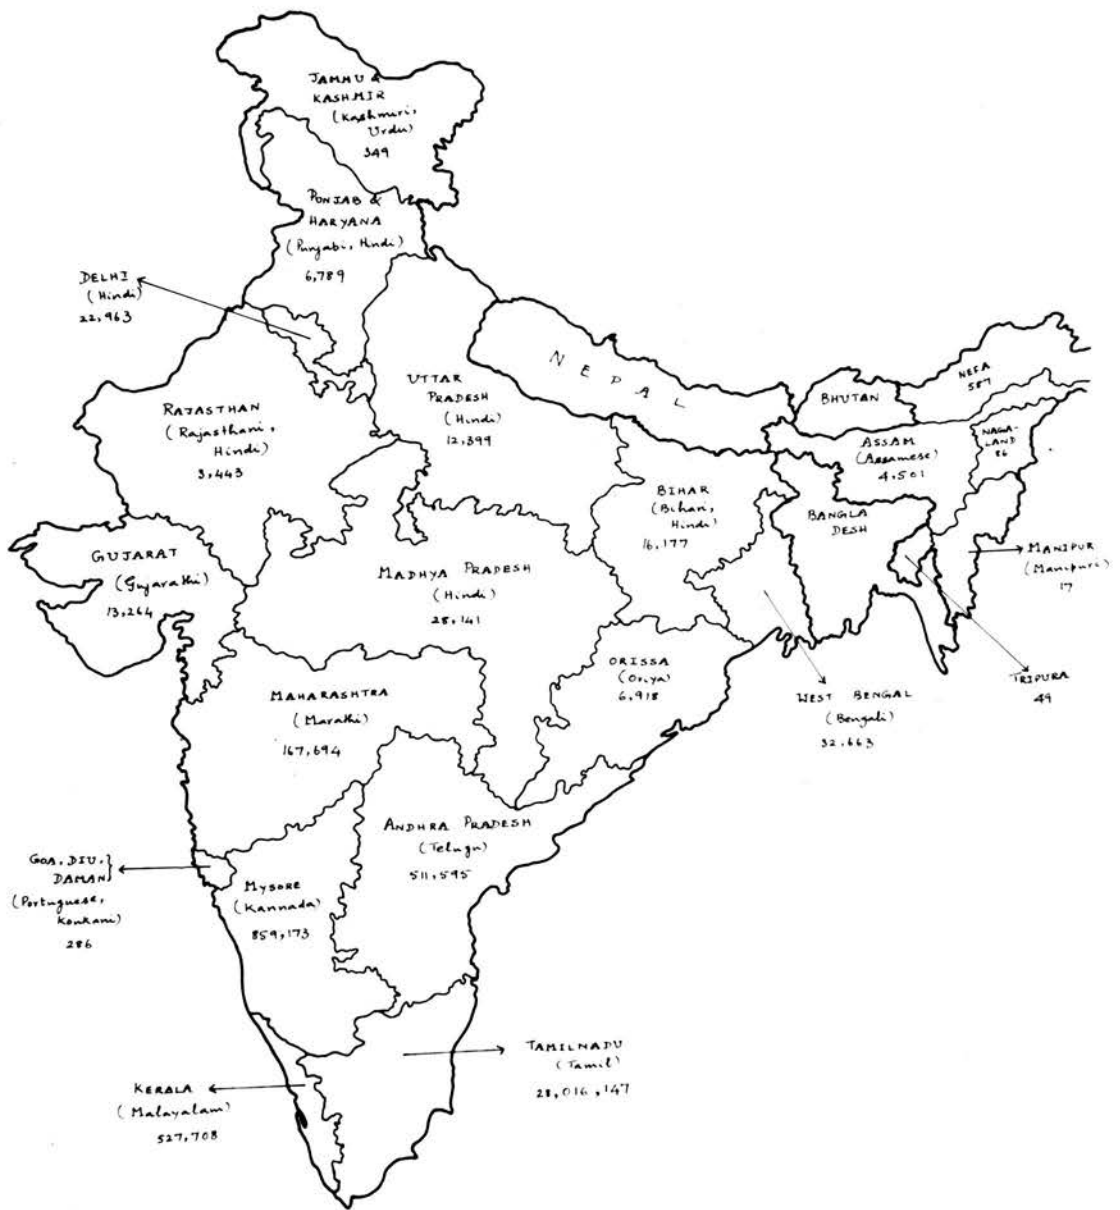 JAMMU &
KASHMIR
(Kashmiri,
Urdu)
349
PUNJAB &
HARYANA
(Punjabi, Hindi)
6,789
DELHI
(Hindi)
22,963
RAJASTHAN
(Rajasthani,
Hindi)
3,443
UTTAR
PRADESH
(Hindi)
12,399
NEPAL
BHUTAN
NEFA
587
ASSAM
(Assamese)
4,501
NAGA-
LAND
86
BIHAR
(Bihari,
Hindi)
16,177
BANGLA
DESH
MANIPUR
(Manipuri)
17
GUJARAT
(Gujarathi)
13,264
MADHYA PRADESH
(Hindi)
28,141
ORISSA
(Oriya)
6,918
WEST BENGAL
(Bengali)
32,663
TRIPURA
49
MAHARASHTRA
(Marathi)
167,694
ANDHRA PRADESH
(Telugu)
511,595
GOA, DIU, }
DAMAN
(Portuguese,
Konkani)
286
MYSORE
(Kannada)
859,173
TAMILNADU
(Tamil)
28,016,147
KERALA
(Malayalam)
527,708